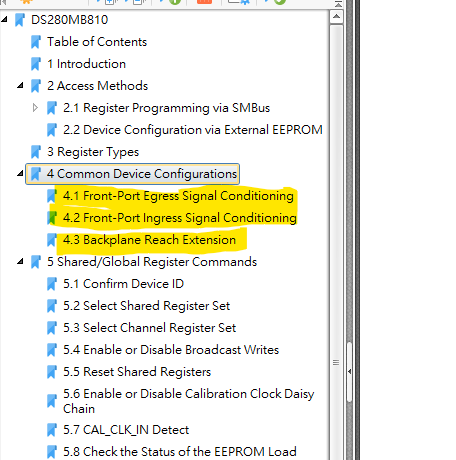 DS280MB810
Table of Contents
1 Introduction
2 Access Methods
2.1 Register Programming via SMBus
2.2 Device Configuration via External EEPROM
3 Register Types
4 Common Device Configurations
4.1 Front-Port Egress Signal Conditioning
4.2 Front-Port Ingress Signal Conditioning
4.3 Backplane Reach Extension
5 Shared/Global Register Commands
5.1 Confirm Device ID
5.2 Select Shared Register Set
5.3 Select Channel Register Set
5.4 Enable or Disable Broadcast Writes
5.5 Reset Shared Registers
5.6 Enable or Disable Calibration Clock Daisy
Chain
5.7 CAL_CLK_IN Detect
5.8 Check the Status of the EEPROM Load